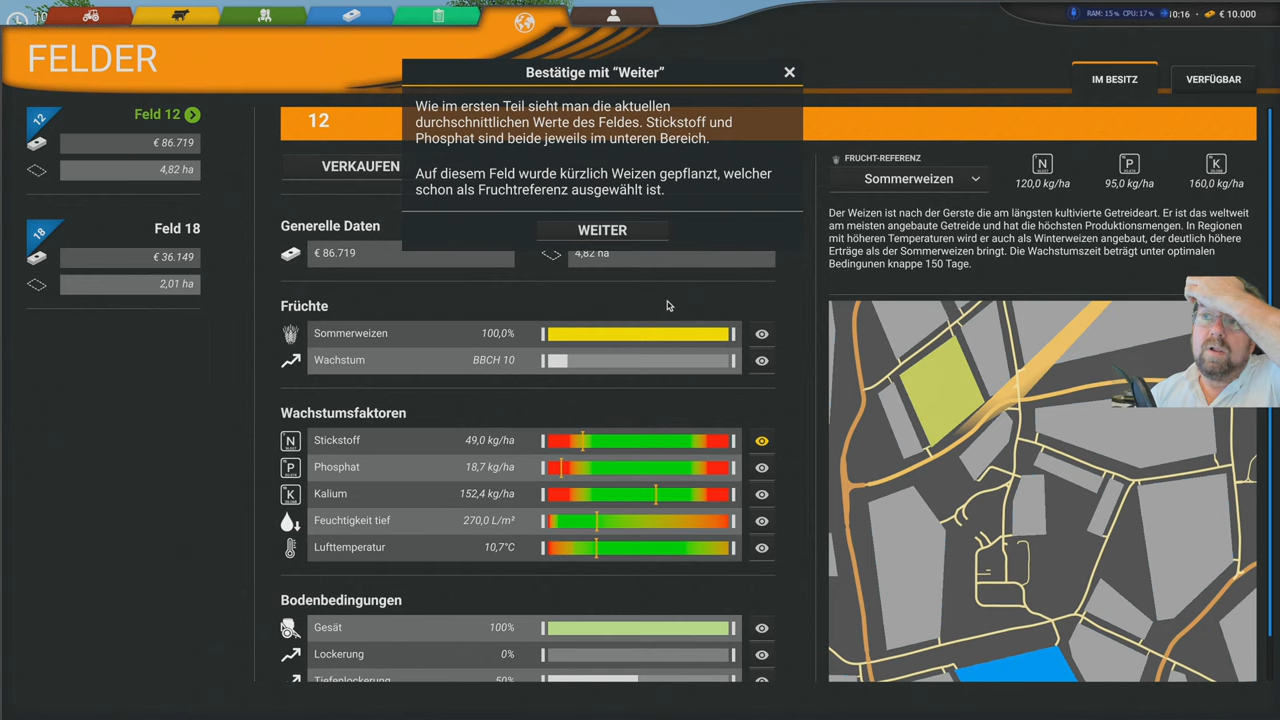 RAM: 15% CPU: 17%
10:16
€ 10.000
FELDER
IM BESITZ
VERFÜGBAR
Bestätige mit “Weiter”
Wie im ersten Teil sieht man die aktuellen
durchschnittlichen Werte des Feldes. Stickstoff und
Phosphat sind beide jeweils im unteren Bereich.
Auf diesem Feld wurde kürzlich Weizen gepflanzt, welcher
schon als Fruchtreferenz ausgewählt ist.
WEITER
12
Feld 12
€ 86.719
4,82 ha
18
Feld 18
€ 36.149
2,01 ha
12
VERKAUFEN
Generelle Daten
€ 86.719
4,82 ha
Früchte
Sommerweizen 100,0%
Wachstum BBCH 10
Wachstumsfaktoren
N Stickstoff 49,0 kg/ha
P Phosphat 18,7 kg/ha
K Kalium 152,4 kg/ha
Feuchtigkeit tief 270,0 L/m²
Lufttemperatur 10,7°C
Bodenbedingungen
Gesät 100%
Lockerung 0%
Tiefenlockerung 50%
FRUCHT-REFERENZ
Sommerweizen
N
120,0 kg/ha
P
95,0 kg/ha
K
160,0 kg/ha
Der Weizen ist nach der Gerste die am längsten kultivierte Getreideart. Er ist das weltweit
am meisten angebaute Getreide und hat die höchsten Produktionsmengen. In Regionen
mit höheren Temperaturen wird er auch als Winterweizen angebaut, der deutlich höhere
Erträge als der Sommerweizen bringt. Die Wachstumszeit beträgt unter optimalen
Bedingunen knappe 150 Tage.